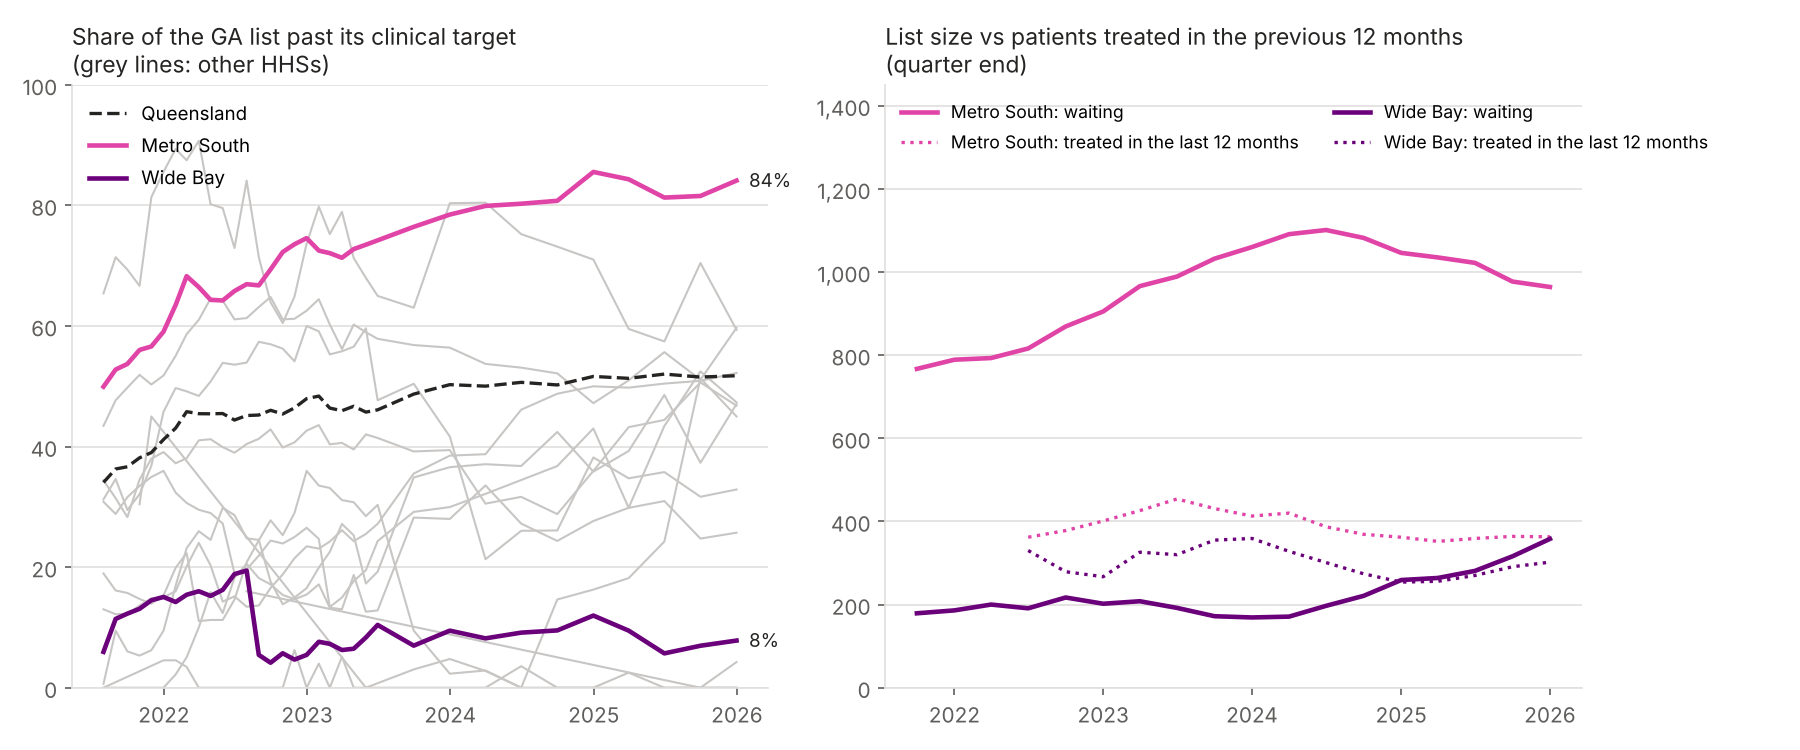 Share of the GA list past its clinical target
(grey lines: other HHSs)
100
80
60
40
20
0
Queensland
Metro South
Wide Bay
84%
8%
2022
2023
2024
2025
2026
List size vs patients treated in the previous 12 months
(quarter end)
1,400
1,200
1,000
800
600
400
200
0
Metro South: waiting
Metro South: treated in the last 12 months
Wide Bay: waiting
Wide Bay: treated in the last 12 months
2022
2023
2024
2025
2026